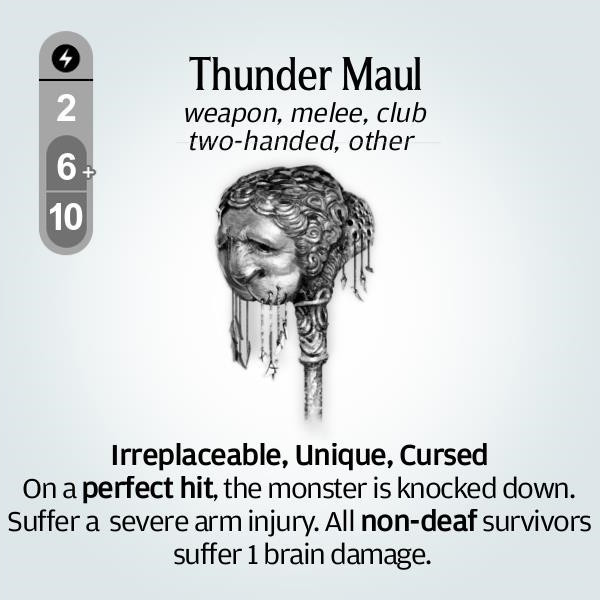 Thunder Maul
weapon, melee, club
two-handed, other
2
6+
10
Irreplaceable, Unique, Cursed
On a perfect hit, the monster is knocked down.
Suffer a severe arm injury. All non-deaf survivors
suffer 1 brain damage.